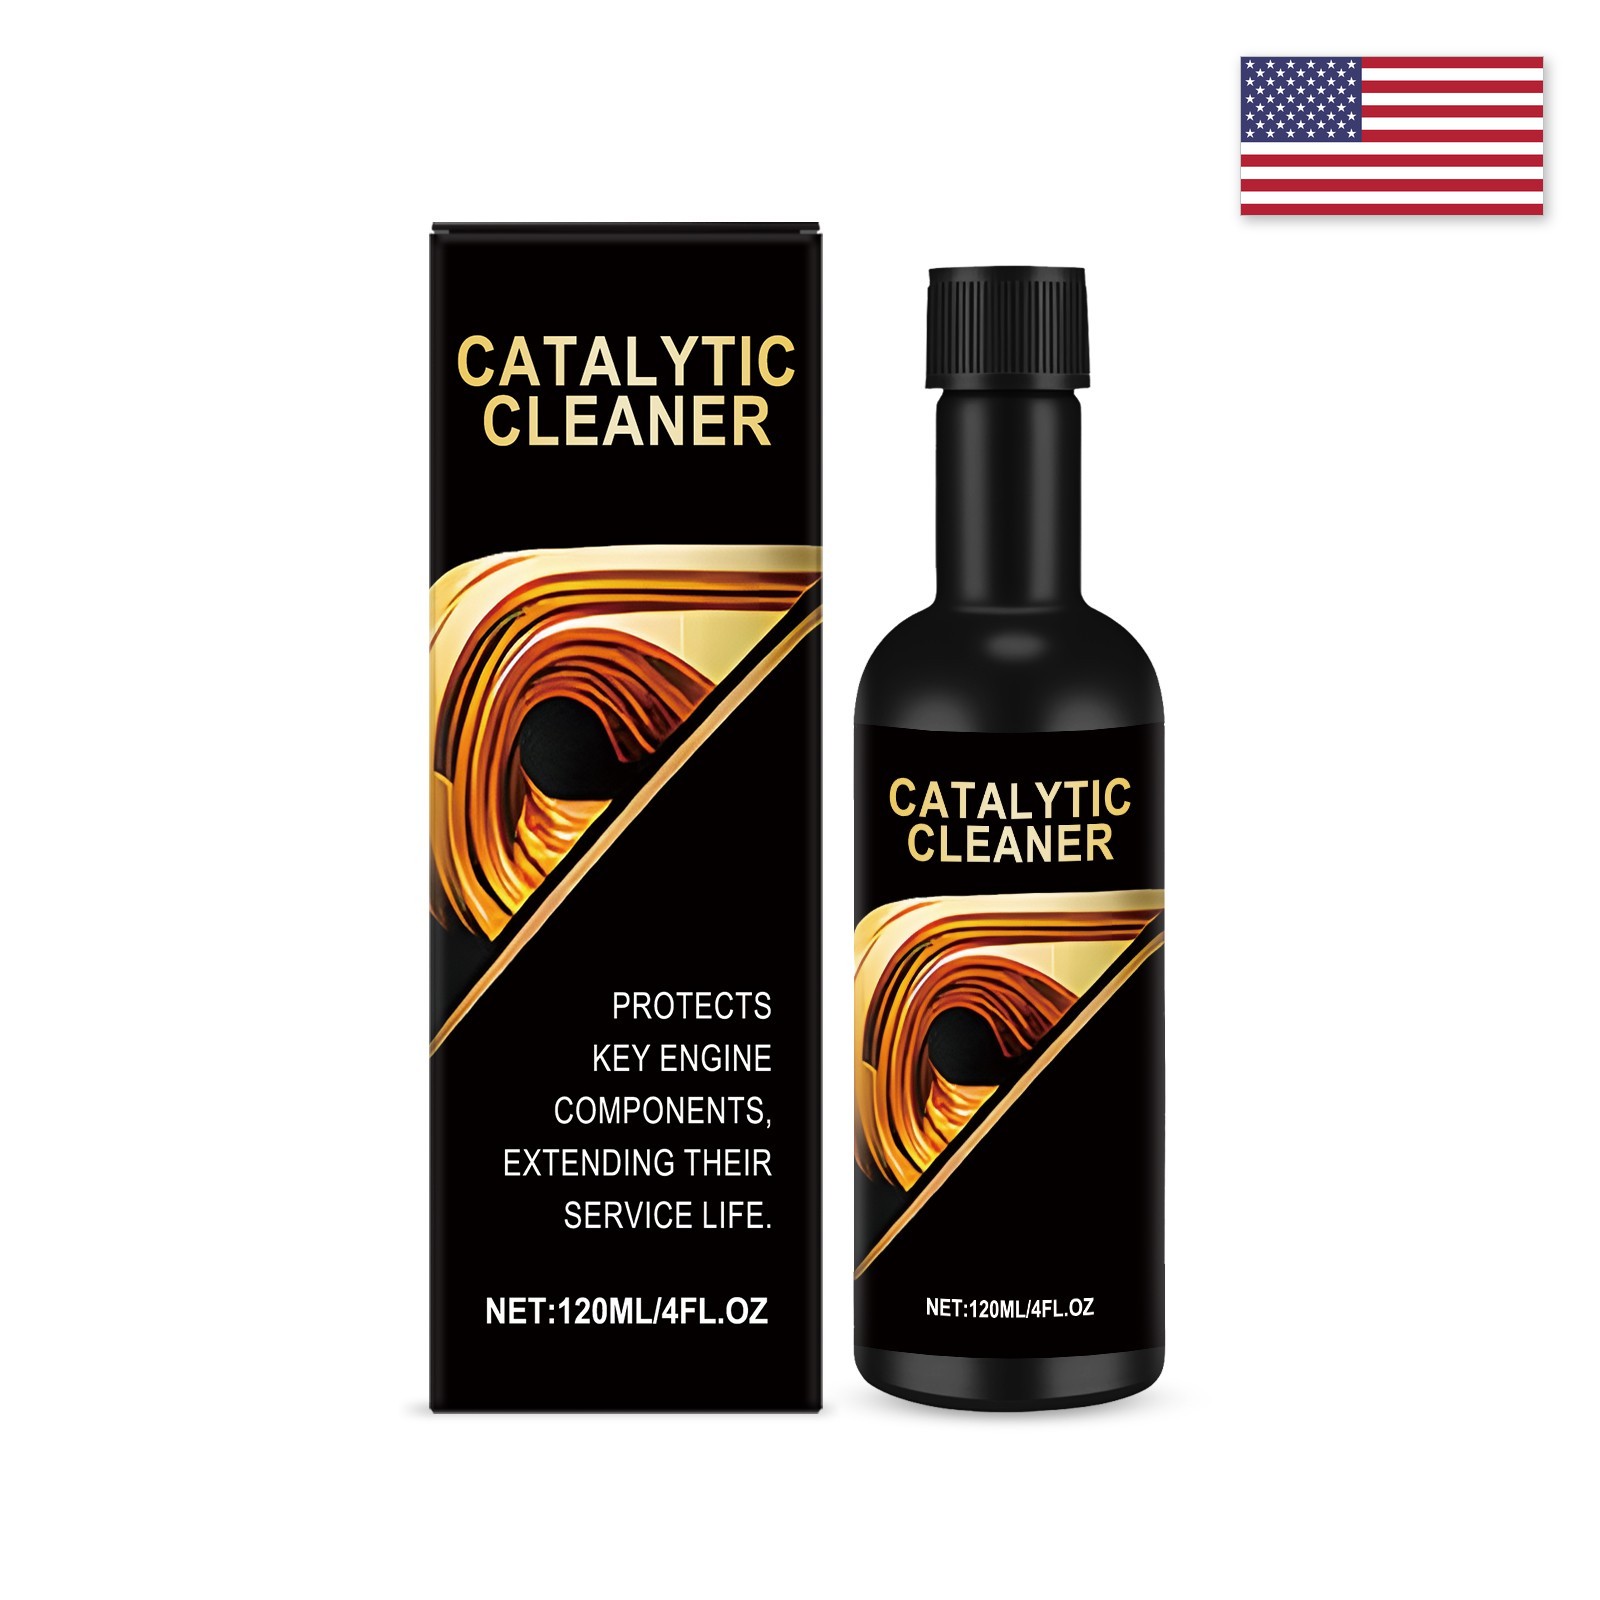 CATALYTIC
CLEANER
PROTECTS
KEY ENGINE
COMPONENTS,
EXTENDING THEIR
SERVICE LIFE.
NET:120ML/4FL.OZ
CATALYTIC
CLEANER
NET:120ML/4FL.OZ